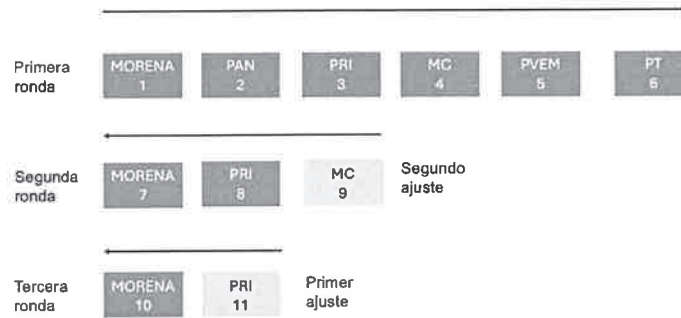 Primera
ronda
MORENA
1
PAN
2
PRI
3
MC
4
PVEM
5
PT
6
Segunda
ronda
MORENA
7
PRI
8
MC
9
Segundo
ajuste
Tercera
ronda
MORENA
10
PRI
11
Primer
ajuste